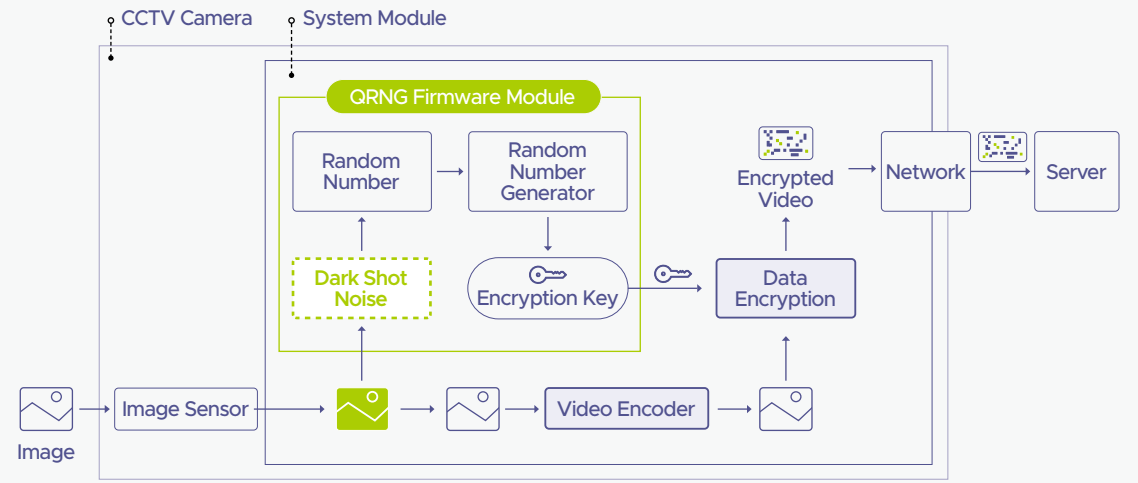 CCTV Camera
System Module
QRNG Firmware Module
Random
Number
Random
Number
Generator
Dark Shot
Noise
Encryption Key
Encrypted
Video
Data
Encryption
Network
Server
Image
Image Sensor
Video Encoder